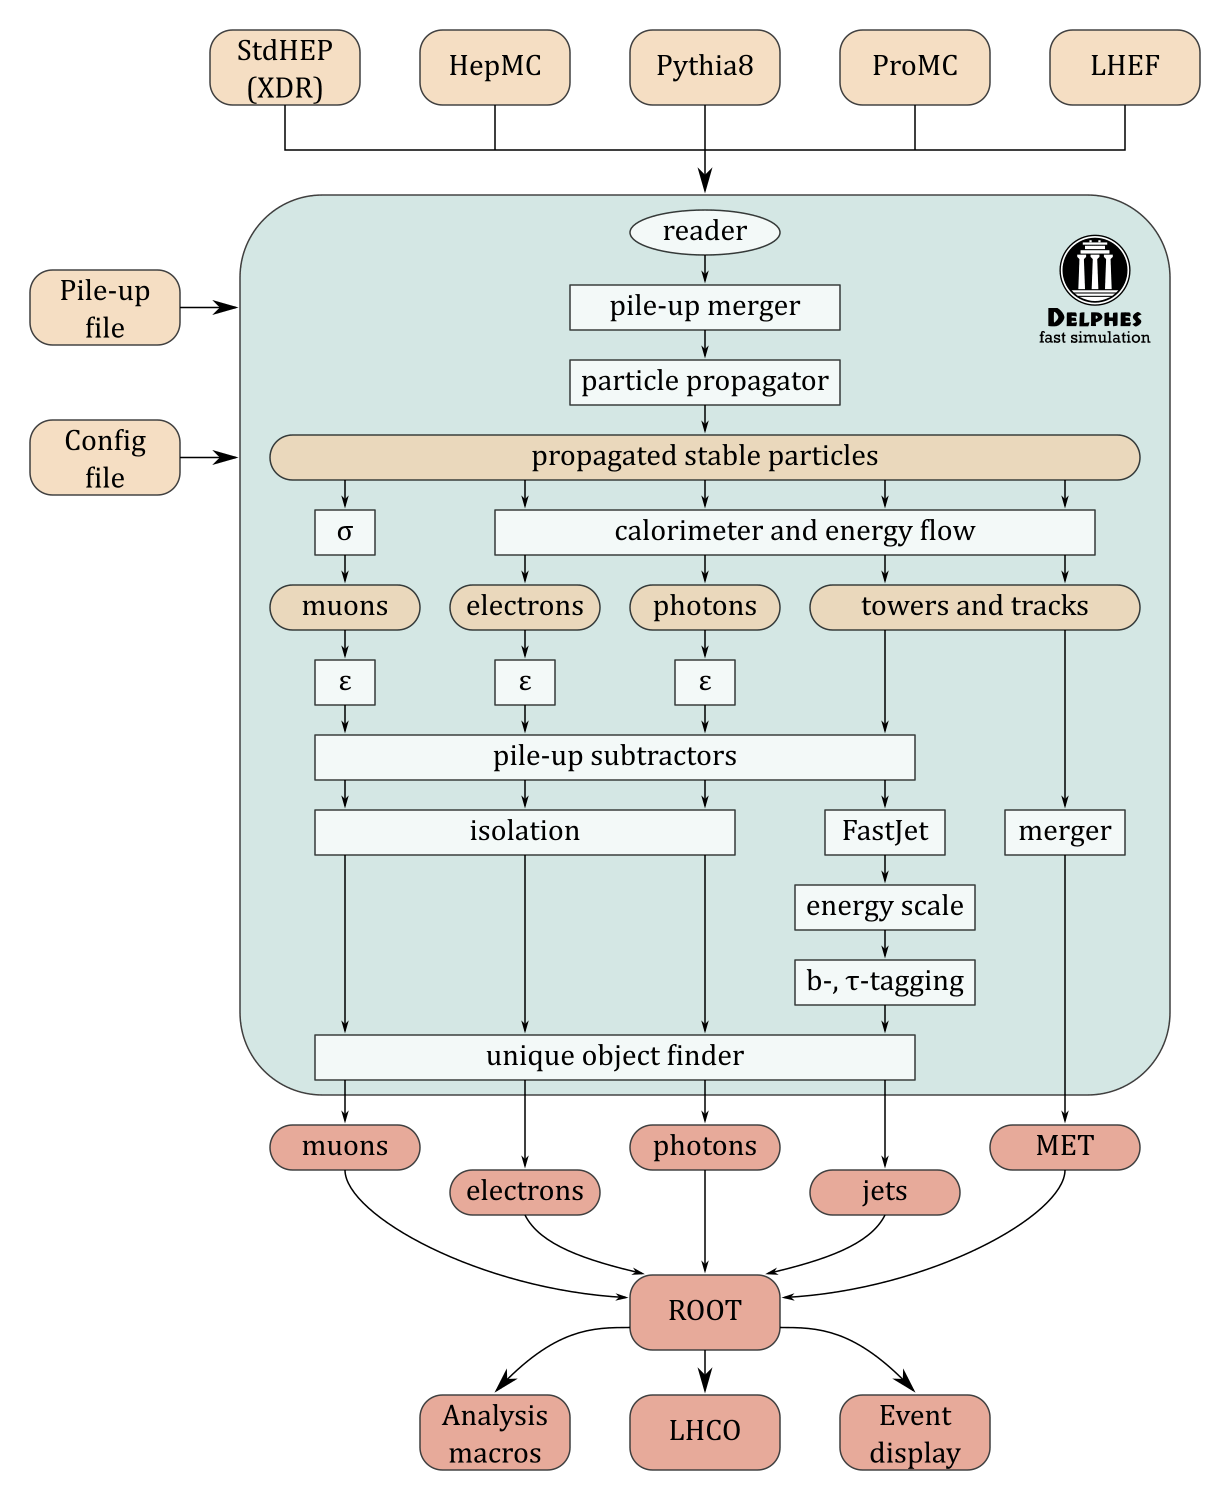 StdHEP
(XDR)
HepMC
Pythia8
ProMC
LHEF
reader
DELPHES
fast simulation
Pile-up
file
pile-up merger
particle propagator
Config
file
propagated stable particles
σ
calorimeter and energy flow
muons
electrons
photons
towers and tracks
ε
ε
ε
pile-up subtractors
isolation
FastJet
merger
energy scale
b-, τ-tagging
unique object finder
muons
photons
MET
electrons
jets
ROOT
Analysis
macros
LHCO
Event
display